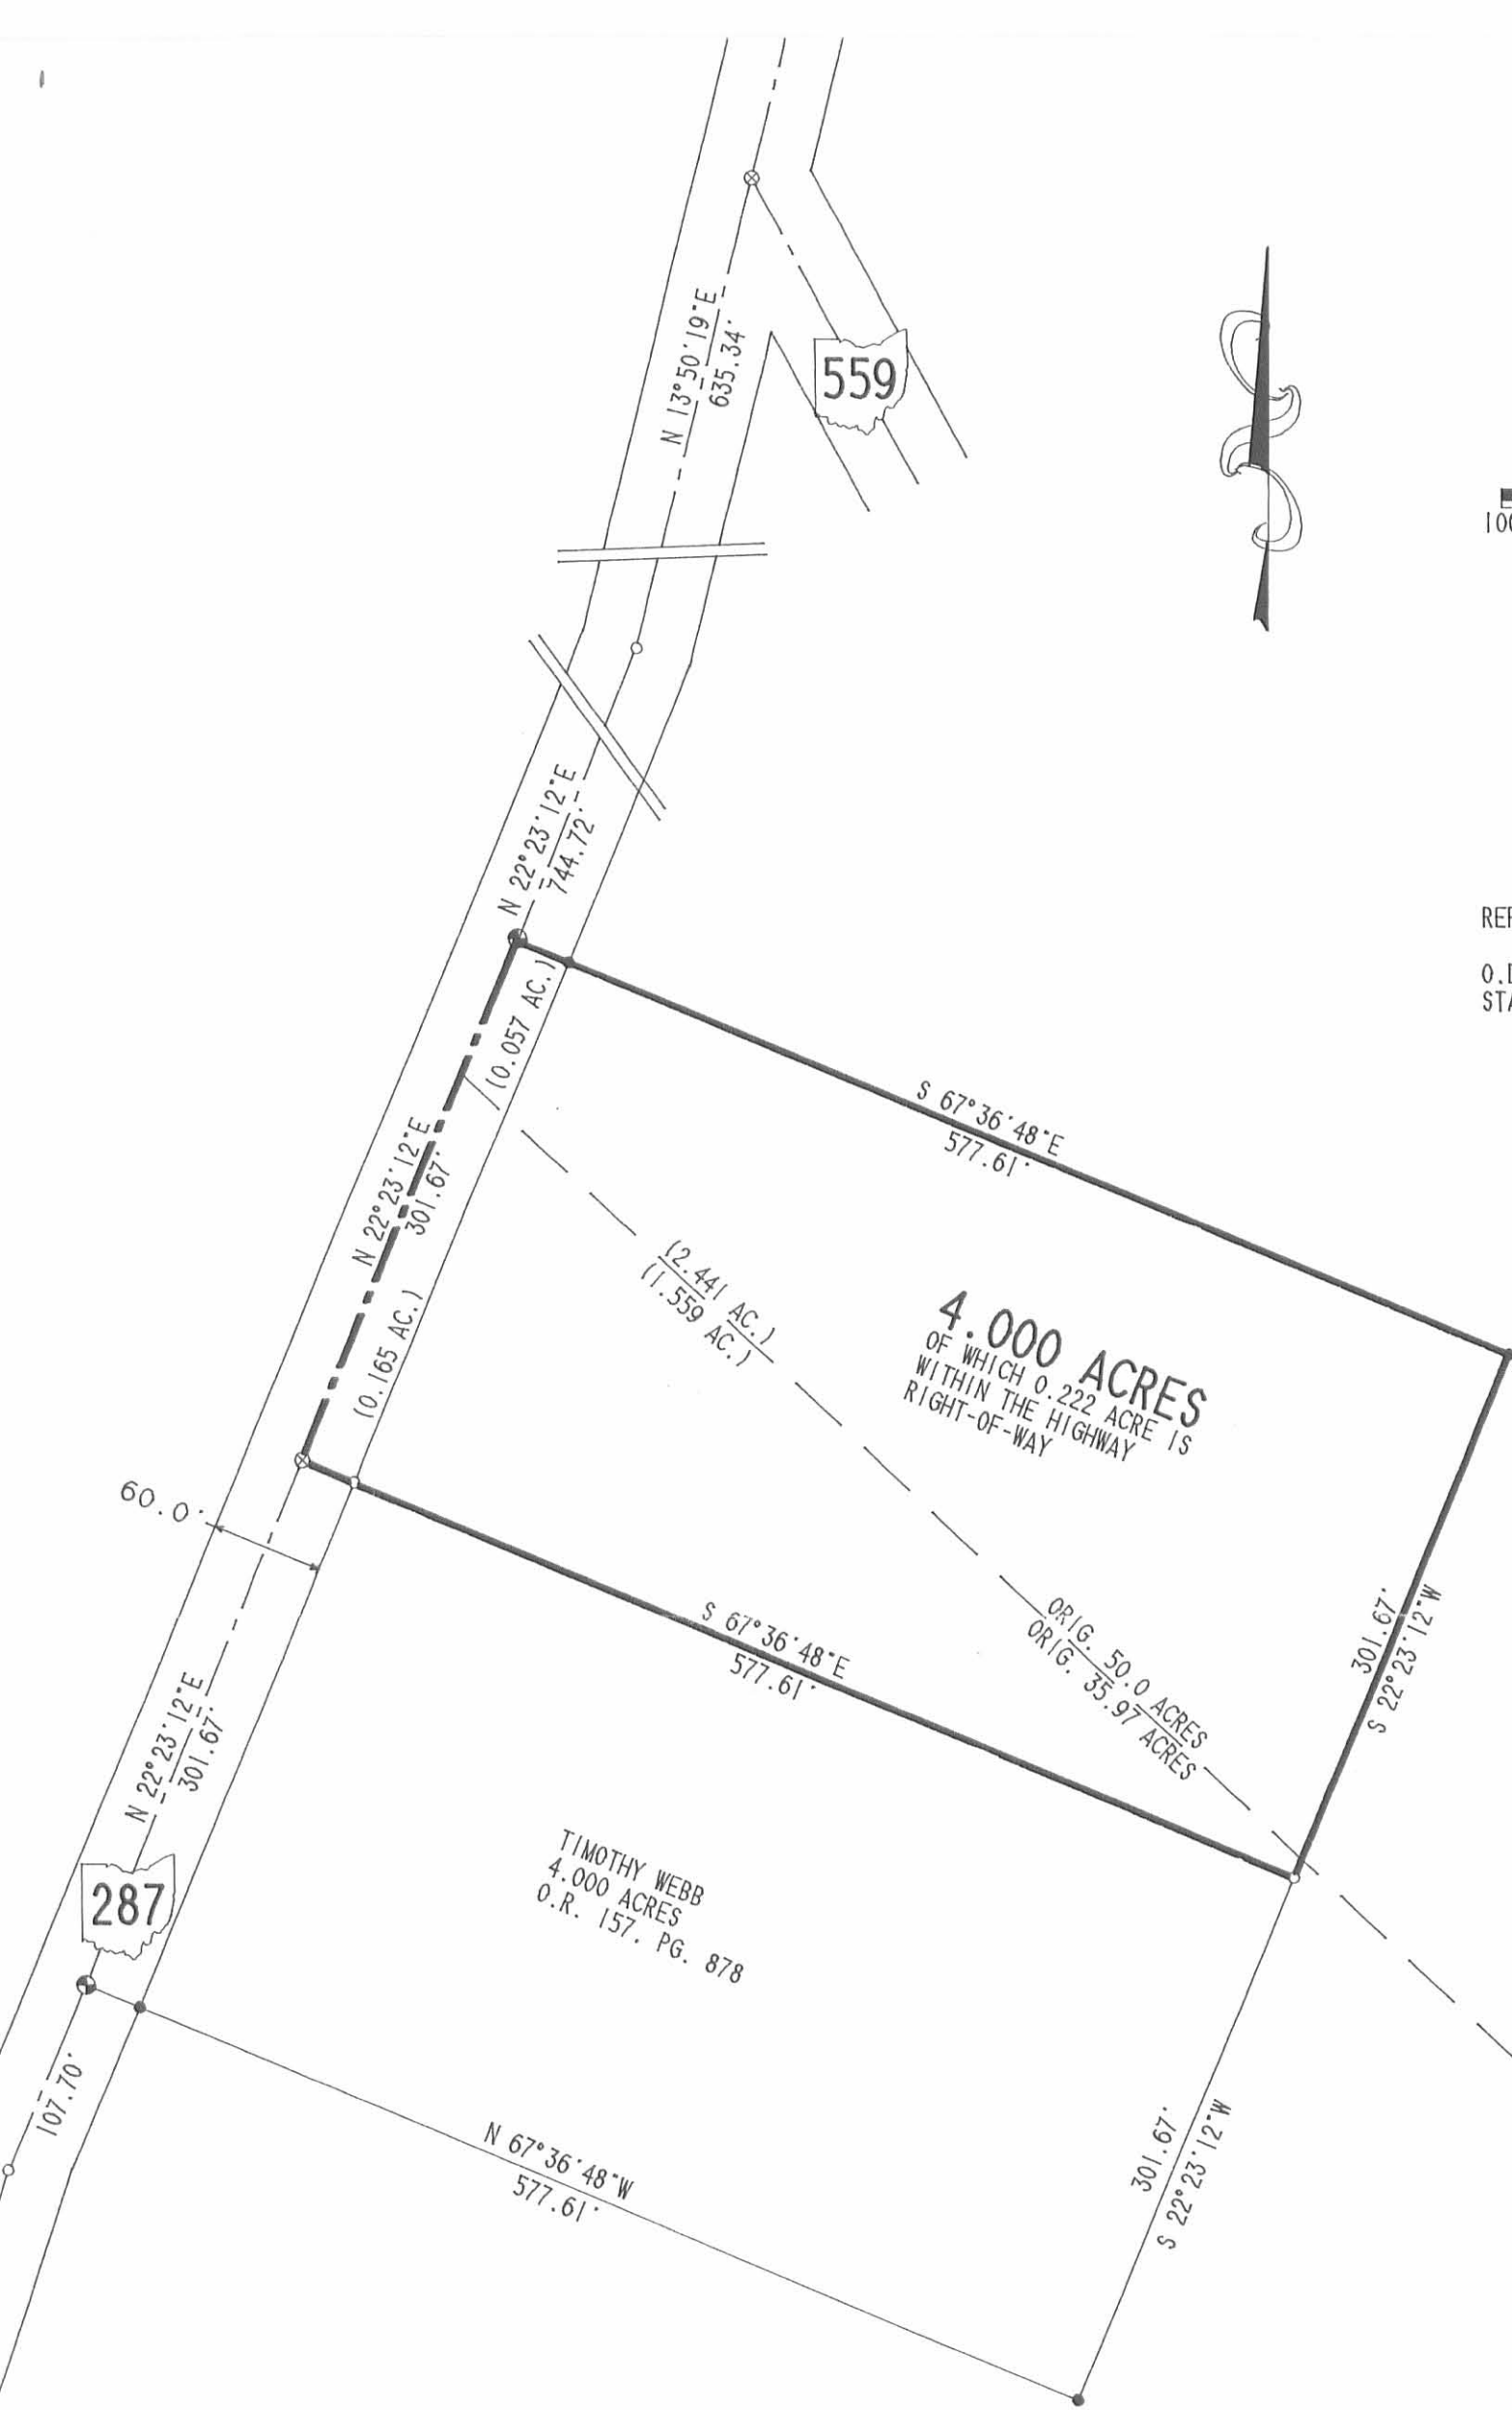 559
N 13°50'19"E
635.34'
100
REF
N 22°23'12"E
744.72'
O.D
STA
(0.057 AC.)
S 67°36'48"E
577.61'
N 22°23'12"E
301.67'
(2.441 AC.)
(1.559 AC.)
4.000 ACRES
OF WHICH 0.222 ACRE IS
WITHIN THE HIGHWAY
RIGHT-OF-WAY
(0.165 AC.)
60.0'
S 67°36'48"E
577.61'
ORIG. 50.0 ACRES
ORIG. 35.97 ACRES
301.67'
S 22°23'12"W
N 22°23'12"E
301.67'
287
TIMOTHY WEBB
4.000 ACRES
O.R. 157. PG. 878
107.70'
N 67°36'48"W
577.61'
301.67'
S 22°23'12"W